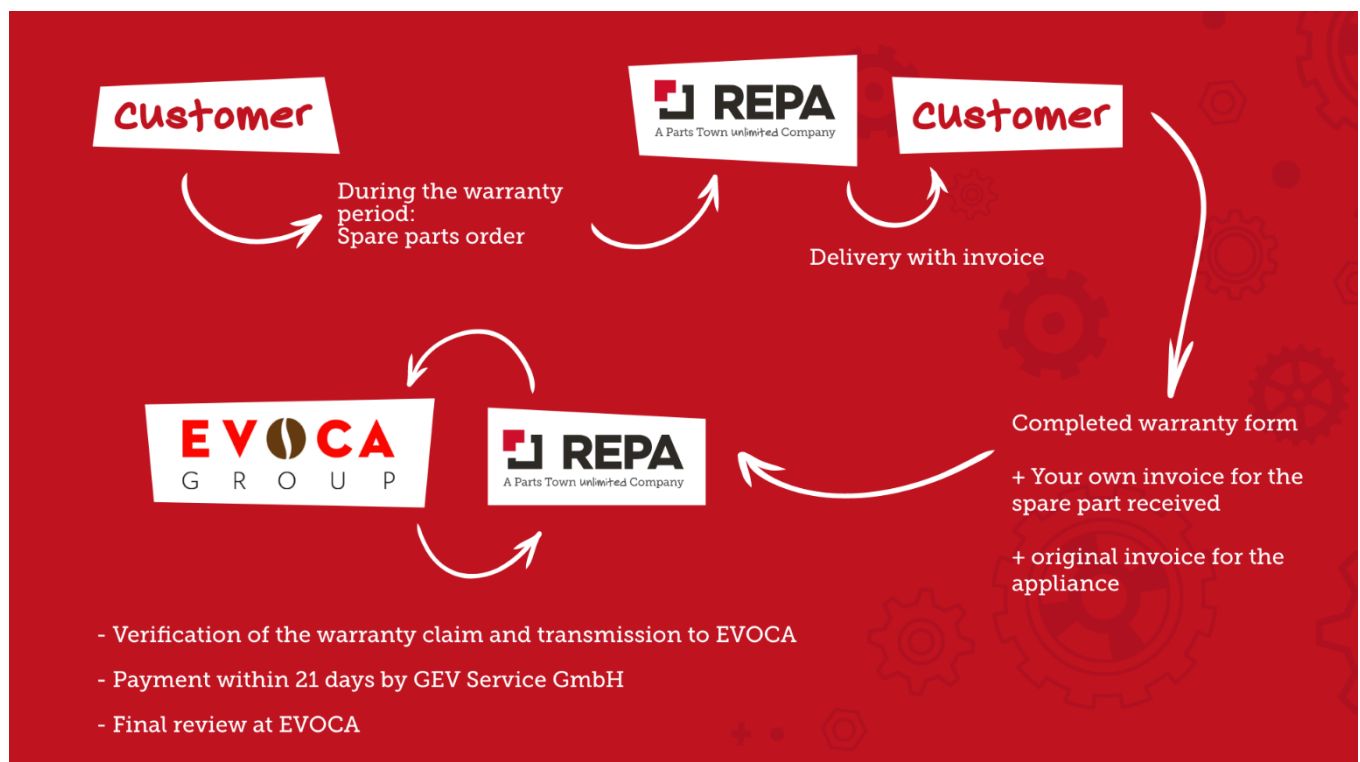 customer
During the warranty
period:
Spare parts order
REPA
A Parts Town unlimited Company
customer
Delivery with invoice
Completed warranty form
+ Your own invoice for the
spare part received
+ original invoice for the
appliance
EVOCA
GROUP
REPA
A Parts Town unlimited Company
- Verification of the warranty claim and transmission to EVOCA
- Payment within 21 days by GEV Service GmbH
- Final review at EVOCA